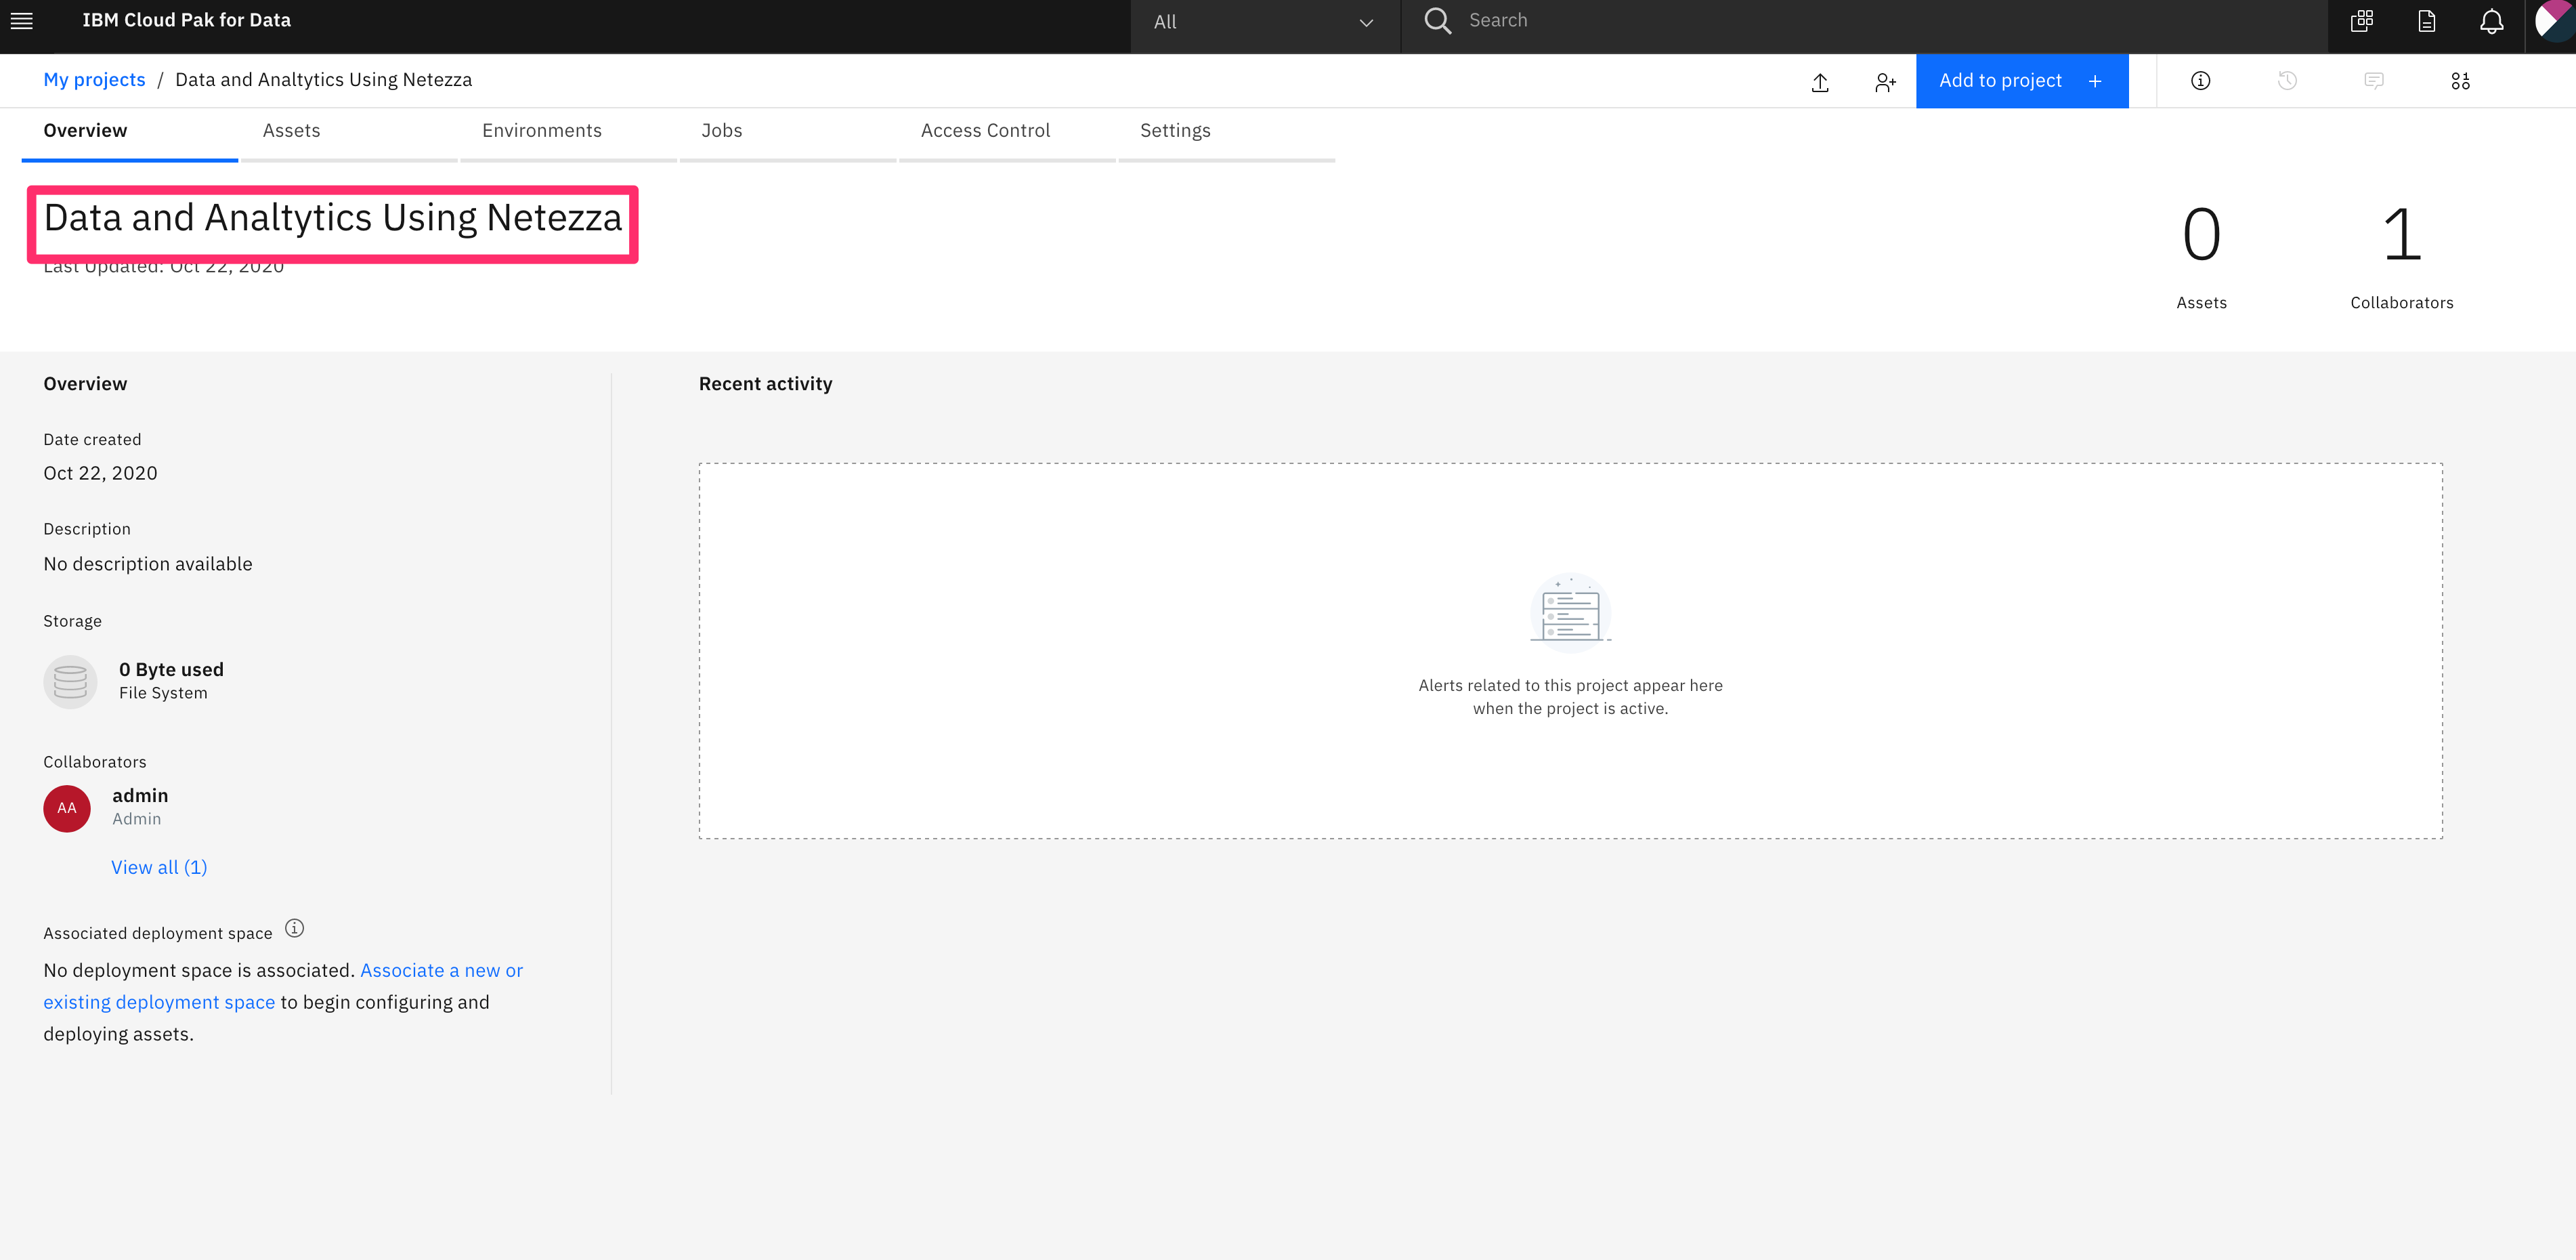 IBM Cloud Pak for Data
All
Search
My projects / Data and Analtytics Using Netezza
Add to project +
Overview
Assets
Environments
Jobs
Access Control
Settings
Data and Analtytics Using Netezza
Last Updated: Oct 22, 2020
0
Assets
1
Collaborators
Overview
Date created
Oct 22, 2020
Description
No description available
Storage
0 Byte used
File System
Collaborators
AA
admin
Admin
View all (1)
Associated deployment space
No deployment space is associated. Associate a new or
existing deployment space to begin configuring and
deploying assets.
Recent activity
Alerts related to this project appear here
when the project is active.